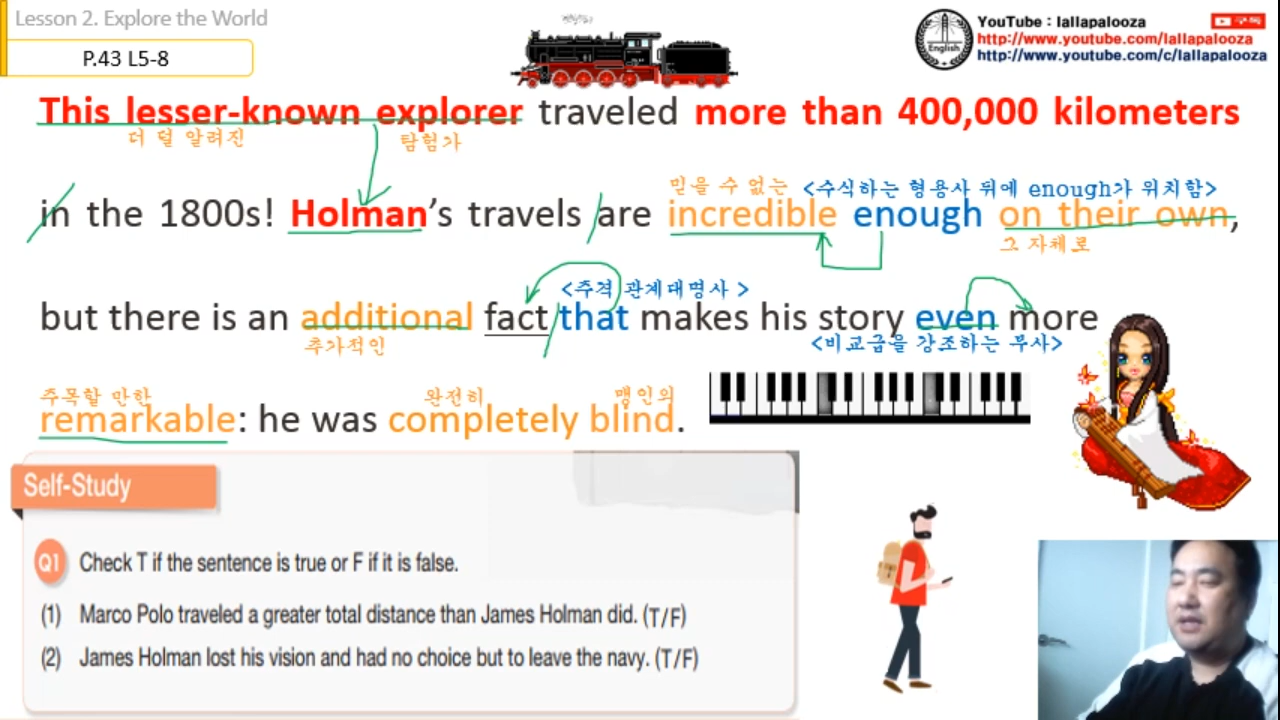 Lesson 2. Explore the World
P.43 L5-8
English
YouTube : lallapalooza
http://www.youtube.com/lallapalooza
http://www.youtube.com/c/lallapalooza
This lesser-known explorer traveled more than 400,000 kilometers
더 덜 알려진 탐험가
믿을 수 없는 <수식하는 형용사 뒤에 enough가 위치함>
in the 1800s! Holman's travels are incredible enough on their own,
그 자체로
<주격 관계대명사 >
but there is an additional fact that makes his story even more
추가적인 <비교급을 강조하는 부사>
주목할 만한 완전히 맹인의
remarkable: he was completely blind.
Self-Study
Q1 Check T if the sentence is true or F if it is false.
(1) Marco Polo traveled a greater total distance than James Holman did. (T/F)
(2) James Holman lost his vision and had no choice but to leave the navy. (T/F)